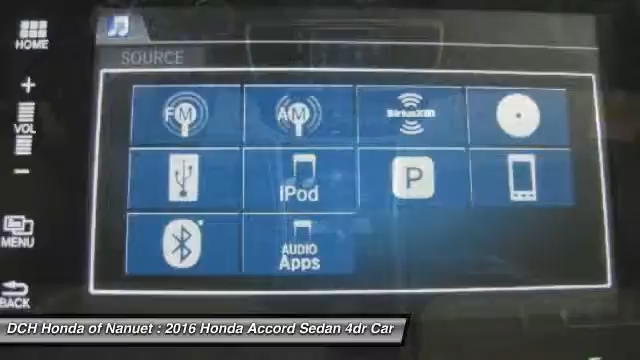 HOME
SOURCE
+
VOL
-
FM
AM
SiriusXM
iPod
P
MENU
AUDIO
Apps
BACK
DCH Honda of Nanuet : 2016 Honda Accord Sedan 4dr Car